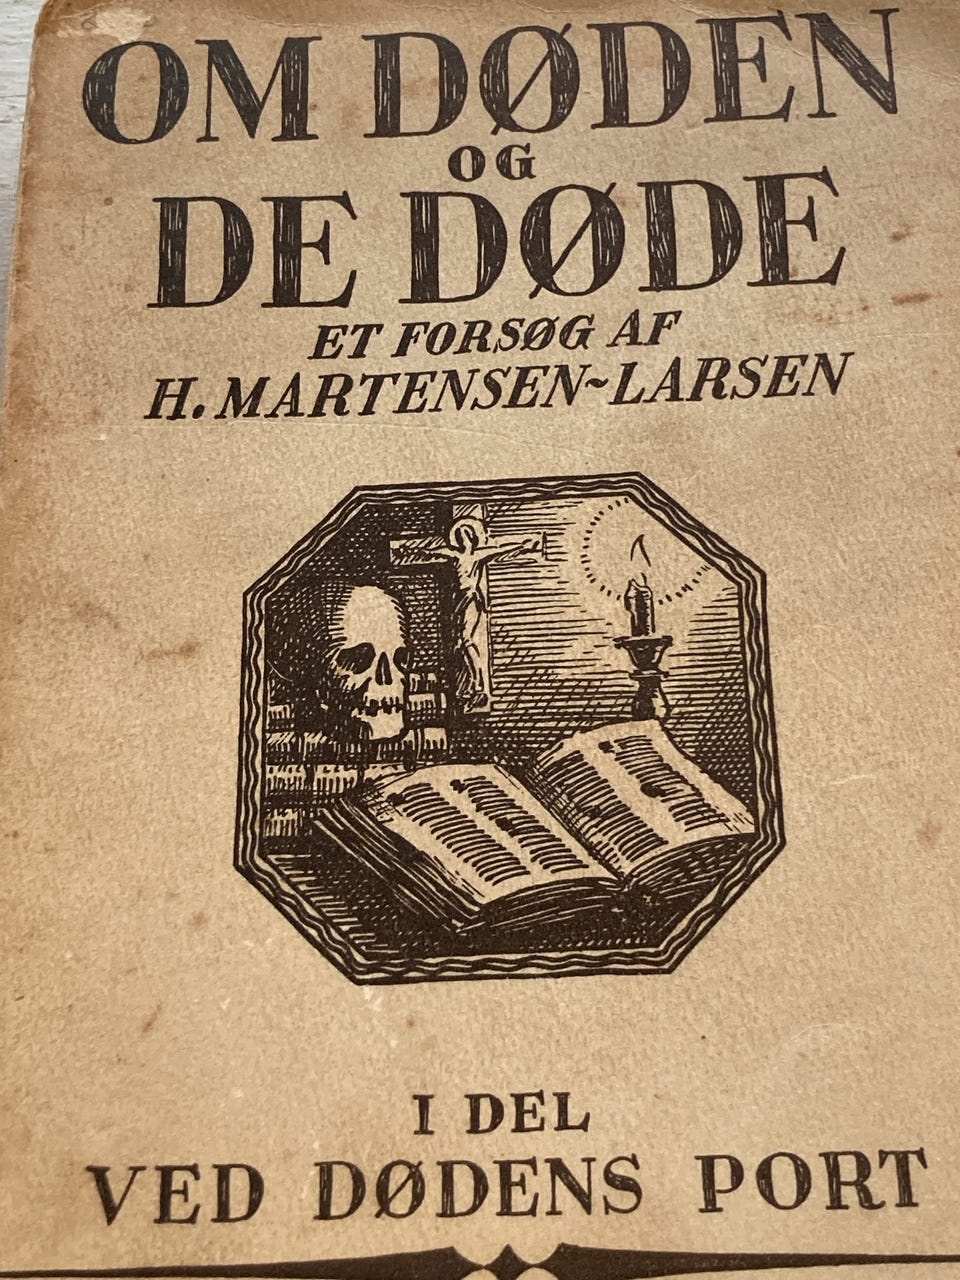 OM DØDEN
OG
DE DØDE
ET FORSØG AF
H. MARTENSEN-LARSEN
I DEL
VED DØDENS PORT